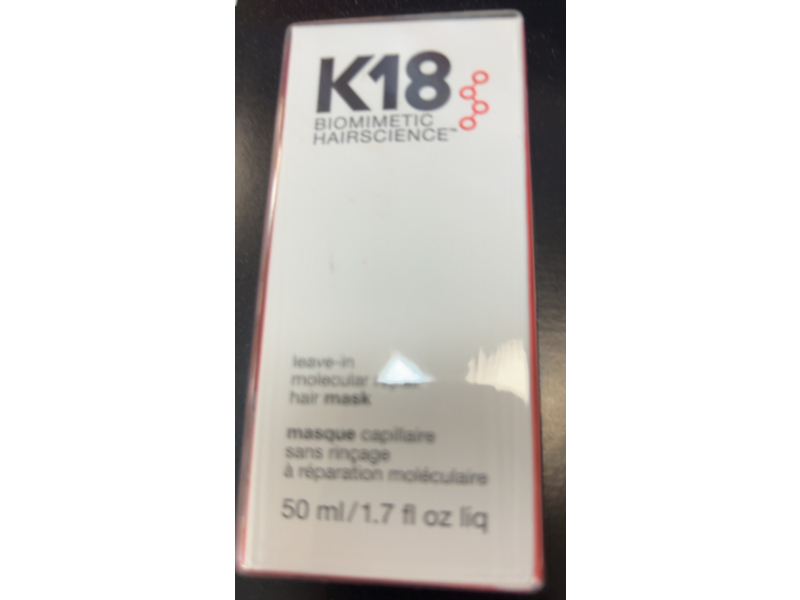 K18
BIOMIMETIC
HAIRSCIENCE™
leave-in
molecular repair
hair mask
masque capillaire
sans rinçage
à réparation moléculaire
50 ml/1.7 fl oz liq